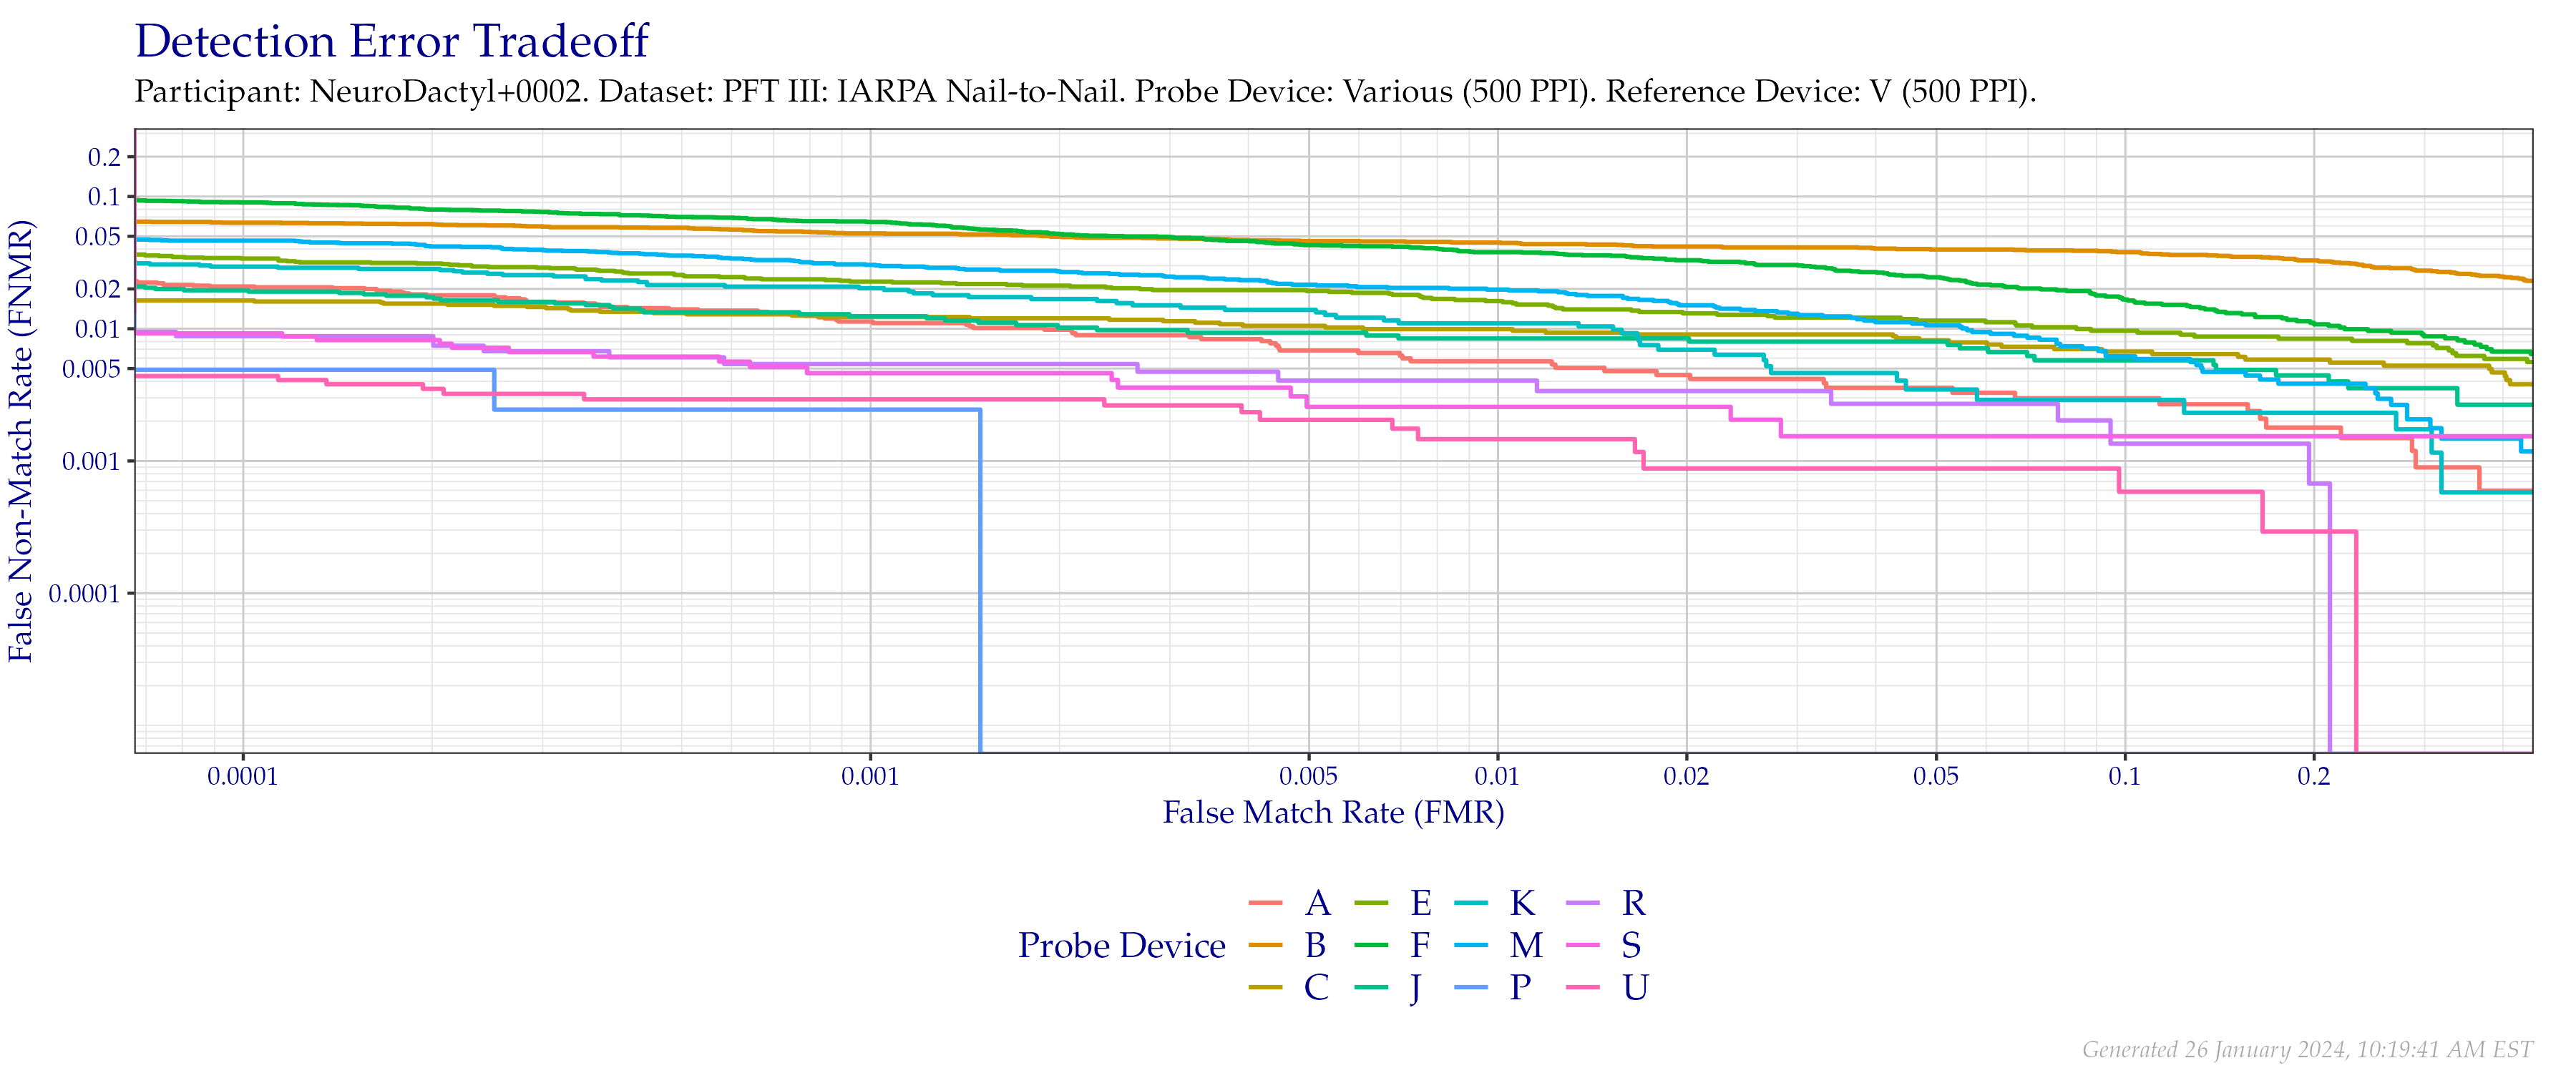 Detection Error Tradeoff
Participant: NeuroDactyl+0002. Dataset: PFT III: IARPA Nail-to-Nail. Probe Device: Various (500 PPI). Reference Device: V (500 PPI).
False Non-Match Rate (FNMR)
0.2
0.1
0.05
0.02
0.01
0.005
0.001
0.0001
0.0001 0.001 0.005 0.01 0.02 0.05 0.1 0.2
False Match Rate (FMR)
A E K R
Probe Device B F M S
C J P U
Generated 26 January 2024, 10:19:41 AM EST